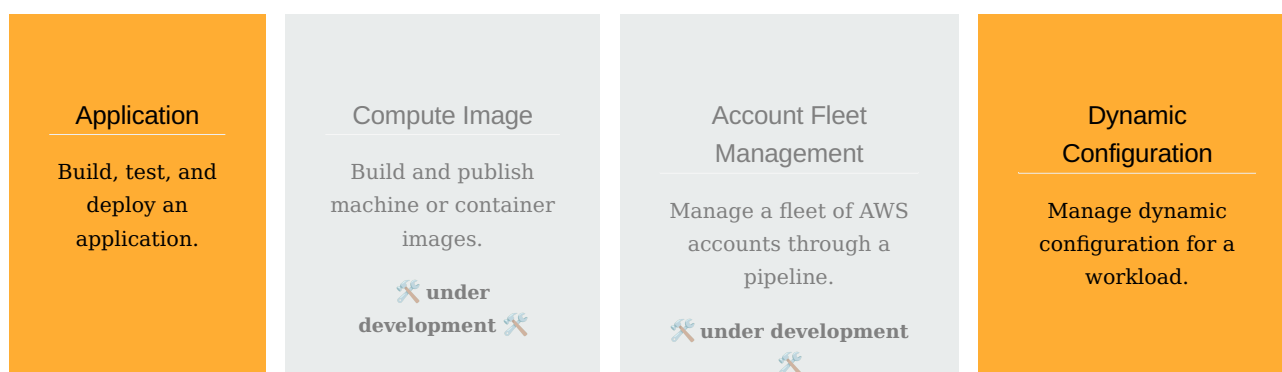 Application
Build, test, and
deploy an
application.
Compute Image
Build and publish
machine or container
images.
🛠️ under
development 🛠️
Account Fleet
Management
Manage a fleet of AWS
accounts through a
pipeline.
🛠️ under development
🛠️
Dynamic
Configuration
Manage dynamic
configuration for a
workload.